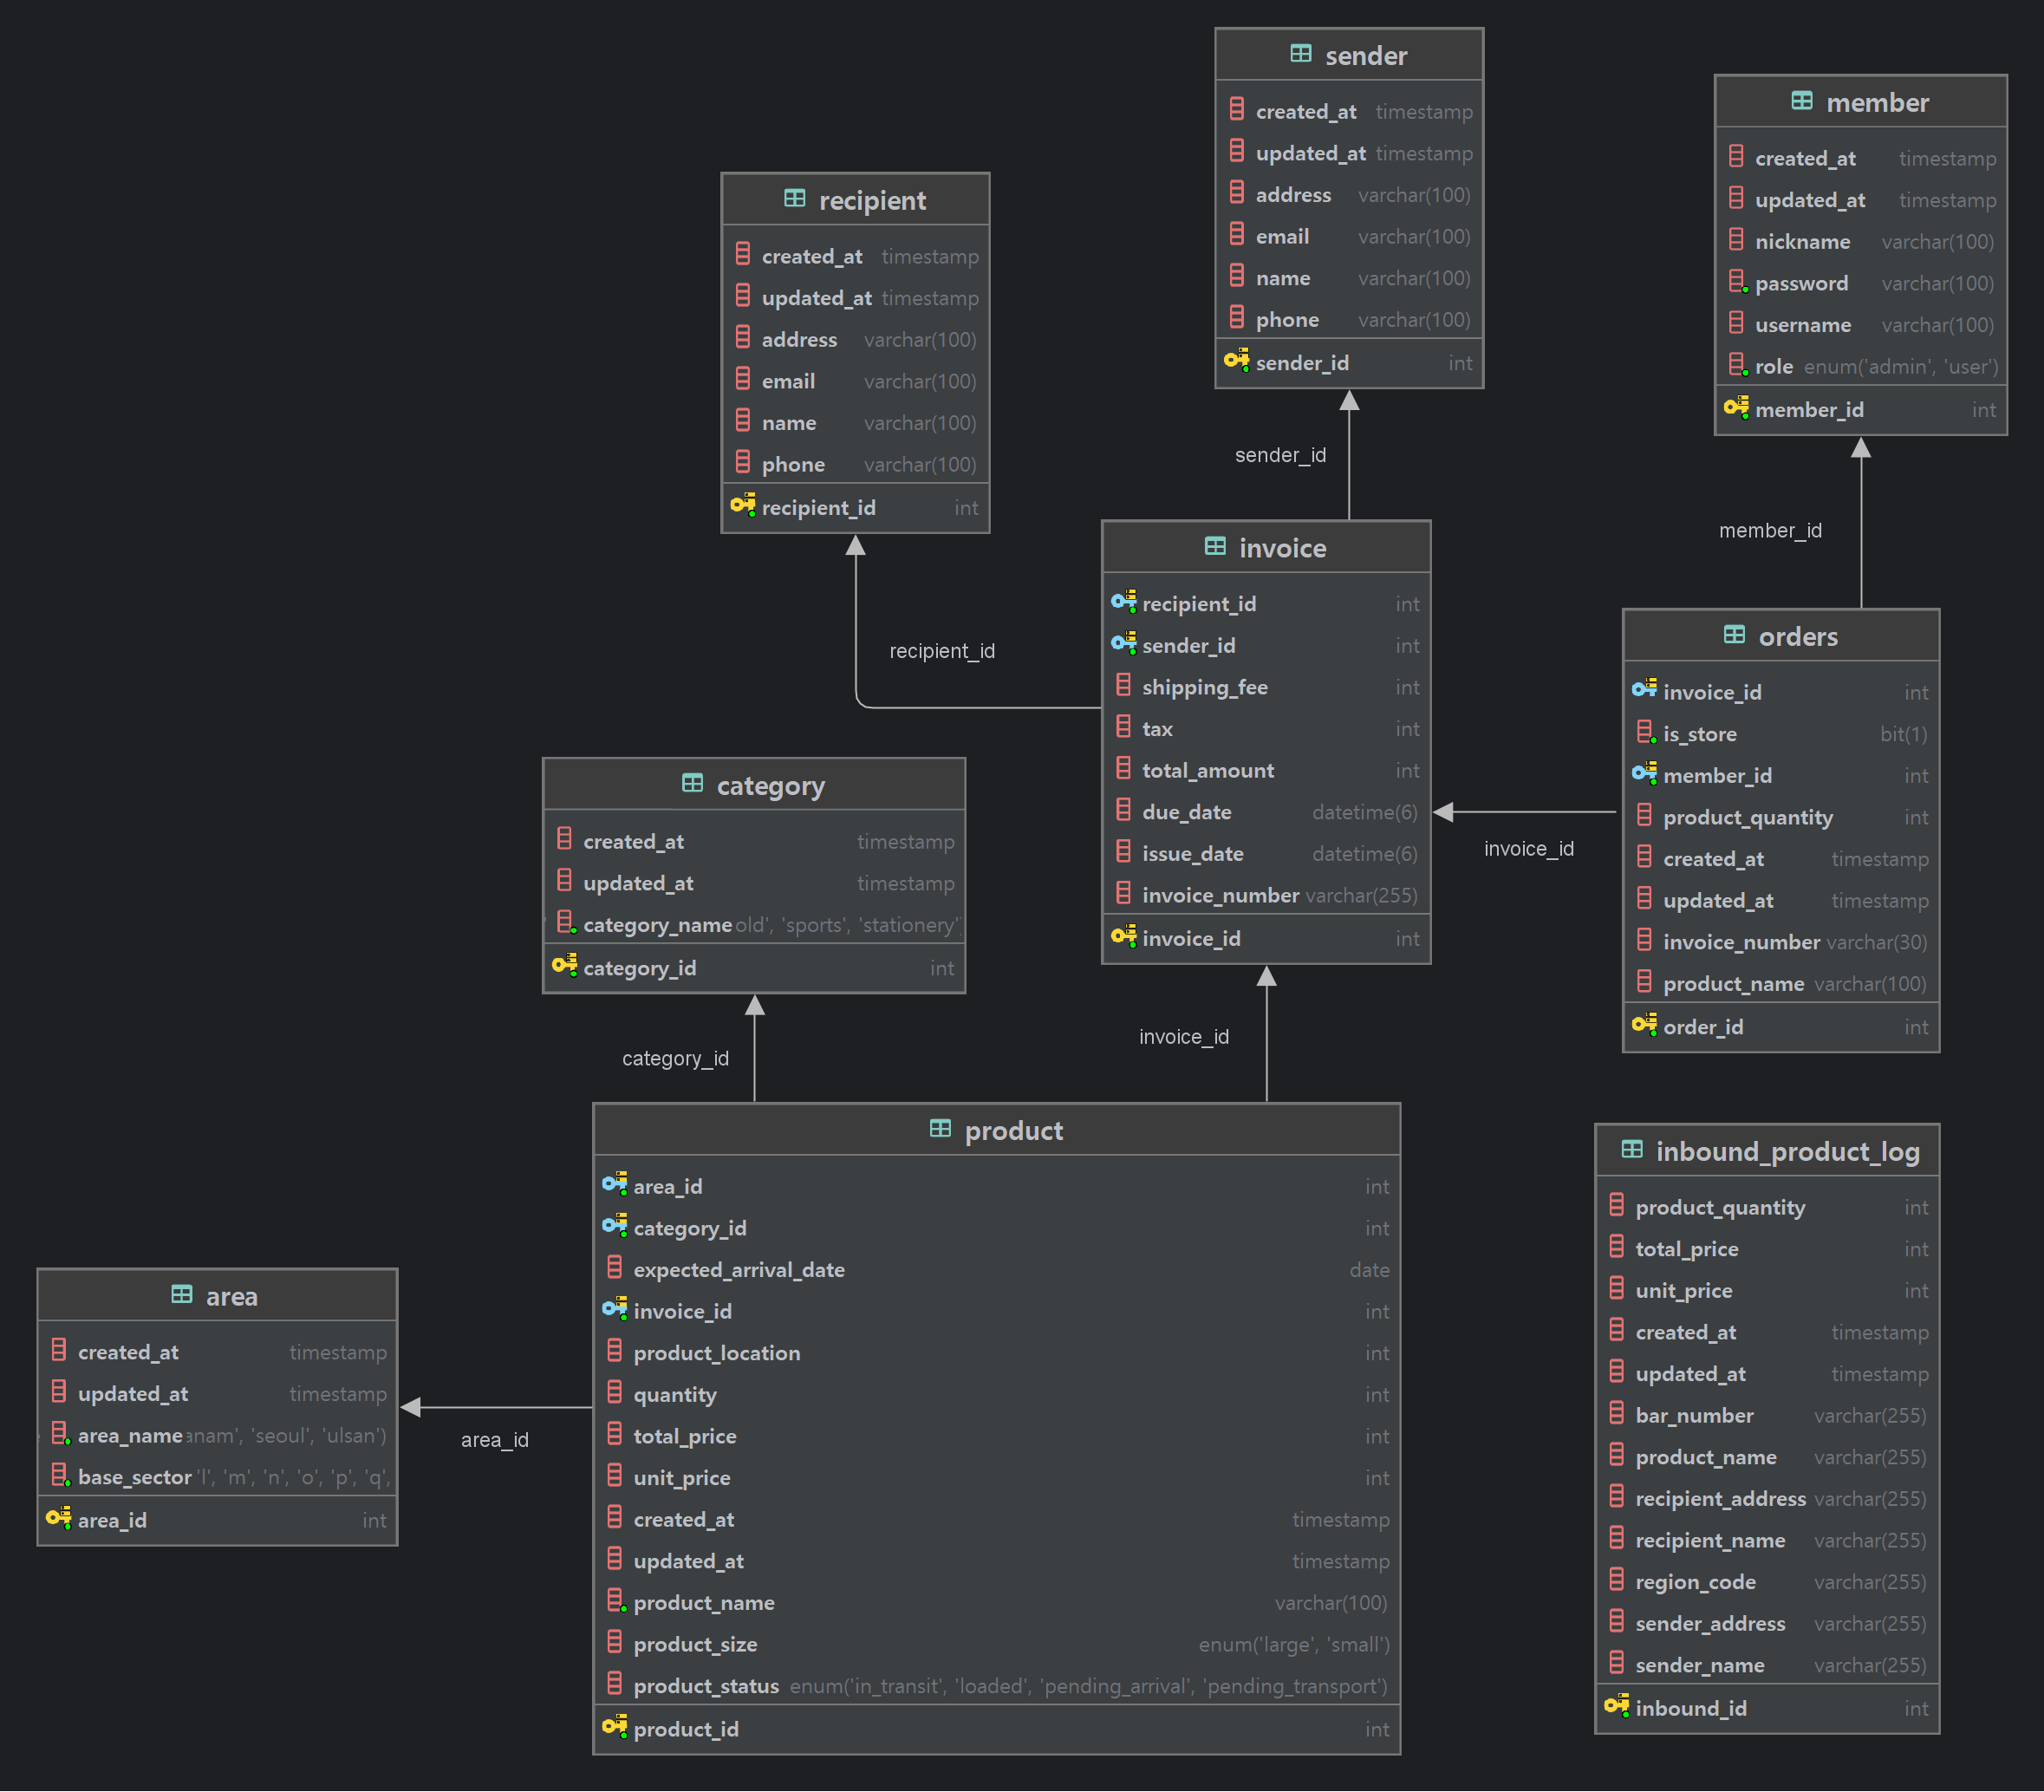 sender
created_at timestamp
updated_at timestamp
address varchar(100)
email varchar(100)
name varchar(100)
phone varchar(100)
sender_id int
member
created_at timestamp
updated_at timestamp
nickname varchar(100)
password varchar(100)
username varchar(100)
role enum('admin', 'user')
member_id int
recipient
created_at timestamp
updated_at timestamp
address varchar(100)
email varchar(100)
name varchar(100)
phone varchar(100)
recipient_id int
sender_id
member_id
recipient_id
invoice
recipient_id int
sender_id int
shipping_fee int
tax int
total_amount int
due_date datetime(6)
issue_date datetime(6)
invoice_number varchar(255)
invoice_id int
orders
invoice_id int
is_store bit(1)
member_id int
product_quantity int
created_at timestamp
updated_at timestamp
invoice_number varchar(30)
product_name varchar(100)
order_id int
invoice_id
category
created_at timestamp
updated_at timestamp
category_name old', 'sports', 'stationery'
category_id int
category_id
invoice_id
product
area_id int
category_id int
expected_arrival_date date
invoice_id int
product_location int
quantity int
total_price int
unit_price int
created_at timestamp
updated_at timestamp
product_name varchar(100)
product_size enum('large', 'small')
product_status enum('in_transit', 'loaded', 'pending_arrival', 'pending_transport')
product_id int
area
created_at timestamp
updated_at timestamp
area_name anam', 'seoul', 'ulsan')
base_sector 'l', 'm', 'n', 'o', 'p', 'q',
area_id int
area_id
inbound_product_log
product_quantity int
total_price int
unit_price int
created_at timestamp
updated_at timestamp
bar_number varchar(255)
product_name varchar(255)
recipient_address varchar(255)
recipient_name varchar(255)
region_code varchar(255)
sender_address varchar(255)
sender_name varchar(255)
inbound_id int